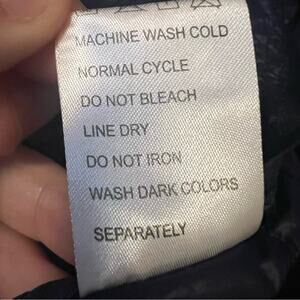 MACHINE WASH COLD
NORMAL CYCLE
DO NOT BLEACH
LINE DRY
DO NOT IRON
WASH DARK COLORS
SEPARATELY